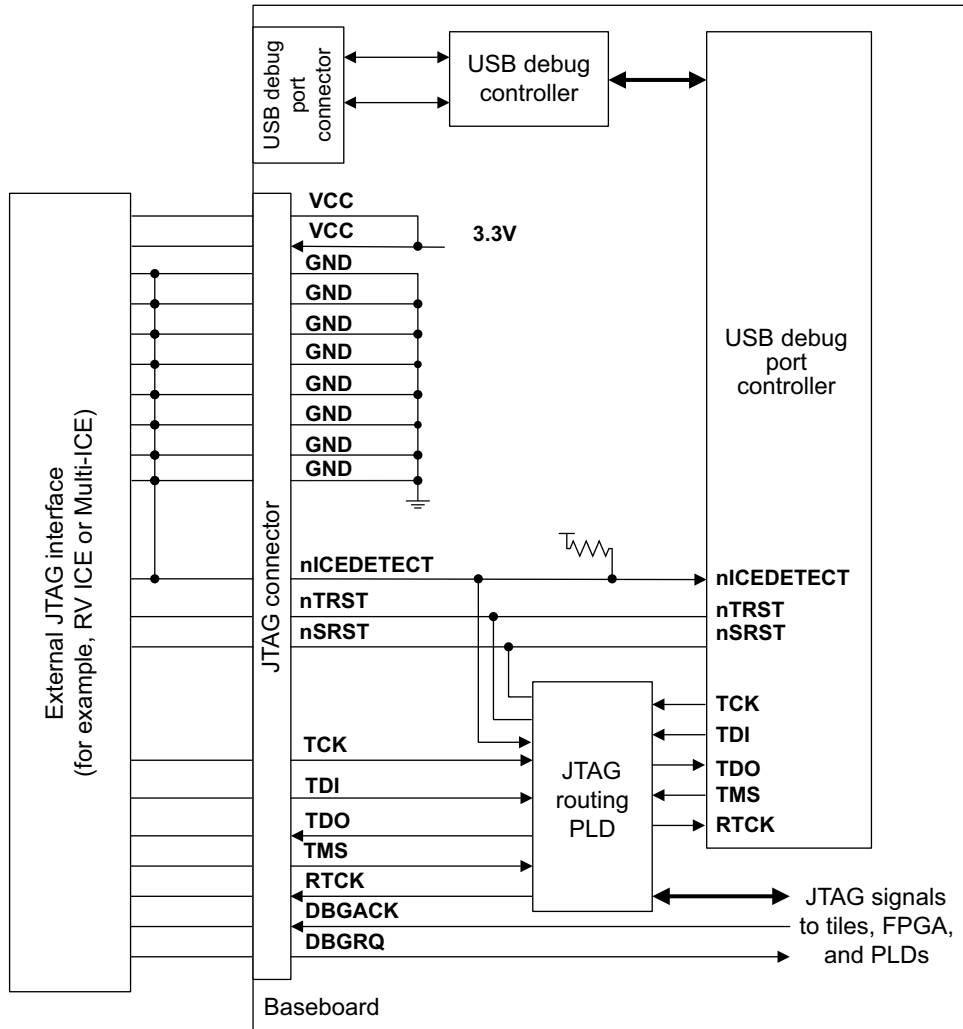 USB debug
port
connector
USB debug
controller
VCC
VCC
3.3V
GND
GND
GND
GND
GND
GND
GND
GND
USB debug
port
controller
External JTAG interface
(for example, RV ICE or Multi-ICE)
JTAG connector
nICEDETECT
nICEDETECT
nTRST
nTRST
nSRST
nSRST
TCK
TDI
TDO
TMS
RTCK
TCK
TDI
TDO
TMS
RTCK
DBGACK
DBGRQ
JTAG
routing
PLD
JTAG signals
to tiles, FPGA,
and PLDs
Baseboard